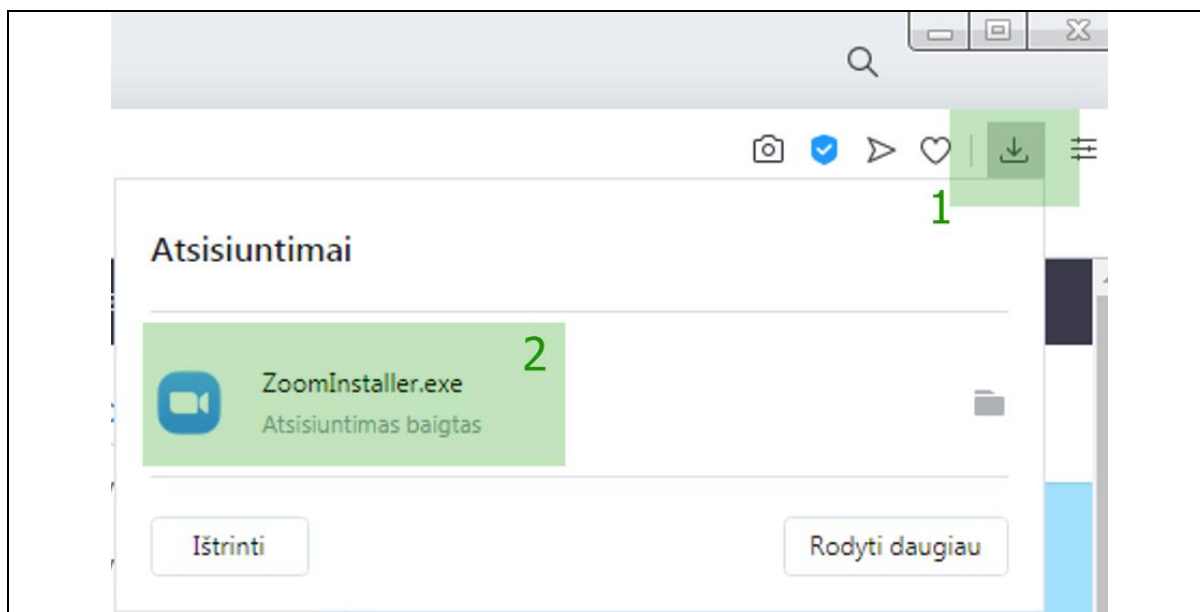 1
Atsisiuntimai
2
ZoomInstaller.exe
Atsisiuntimas baigtas
Ištrinti
Rodyti daugiau